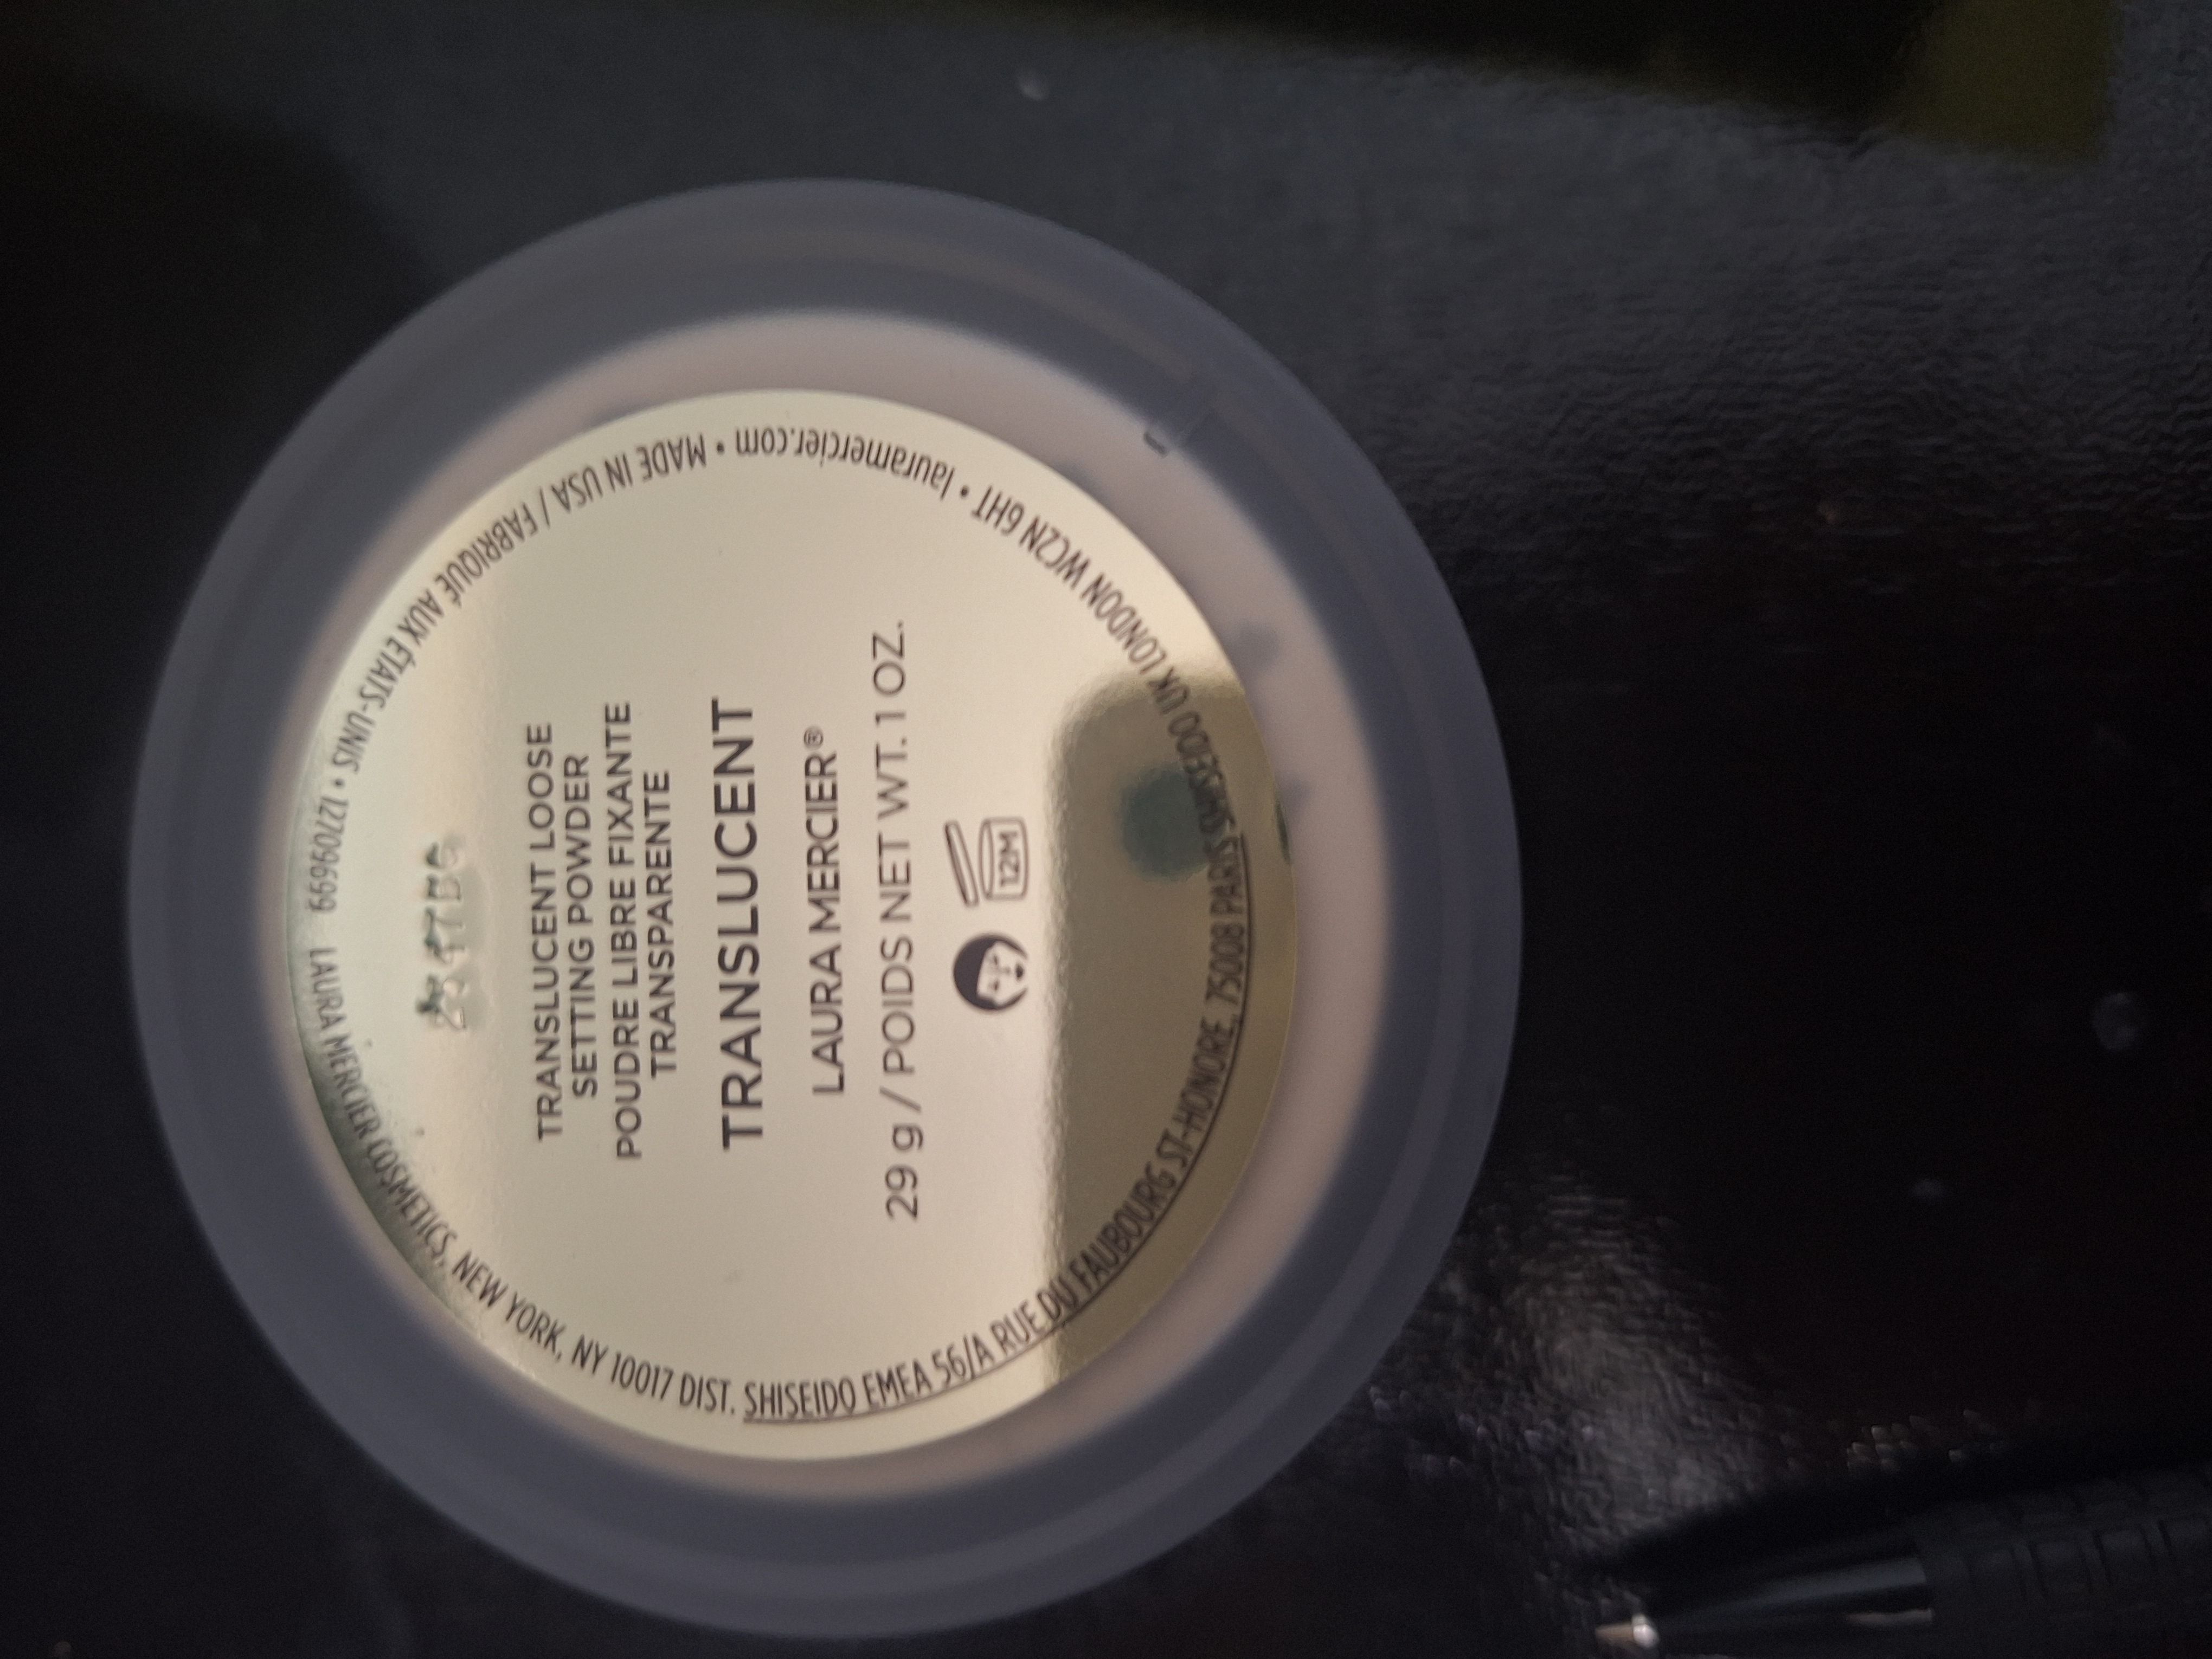 TRANSLUCENT LOOSE
SETTING POWDER
POUDRE LIBRE FIXANTE
TRANSPARENTE
TRANSLUCENT
LAURA MERCIER®
29 g / POIDS NET WT. 1 OZ.
12M
LAURA MERCIER COSMETICS, NEW YORK, NY 10017 DIST. SHISEIDO EMEA 56/A RUE DU FAUBOURG ST-HONORE, 75008 PARIS SHISEIDO UK LONDON WC2N 6HT • lauramercier.com • MADE IN USA / FABRIQUÉ AUX ÉTATS-UNIS • 12709699